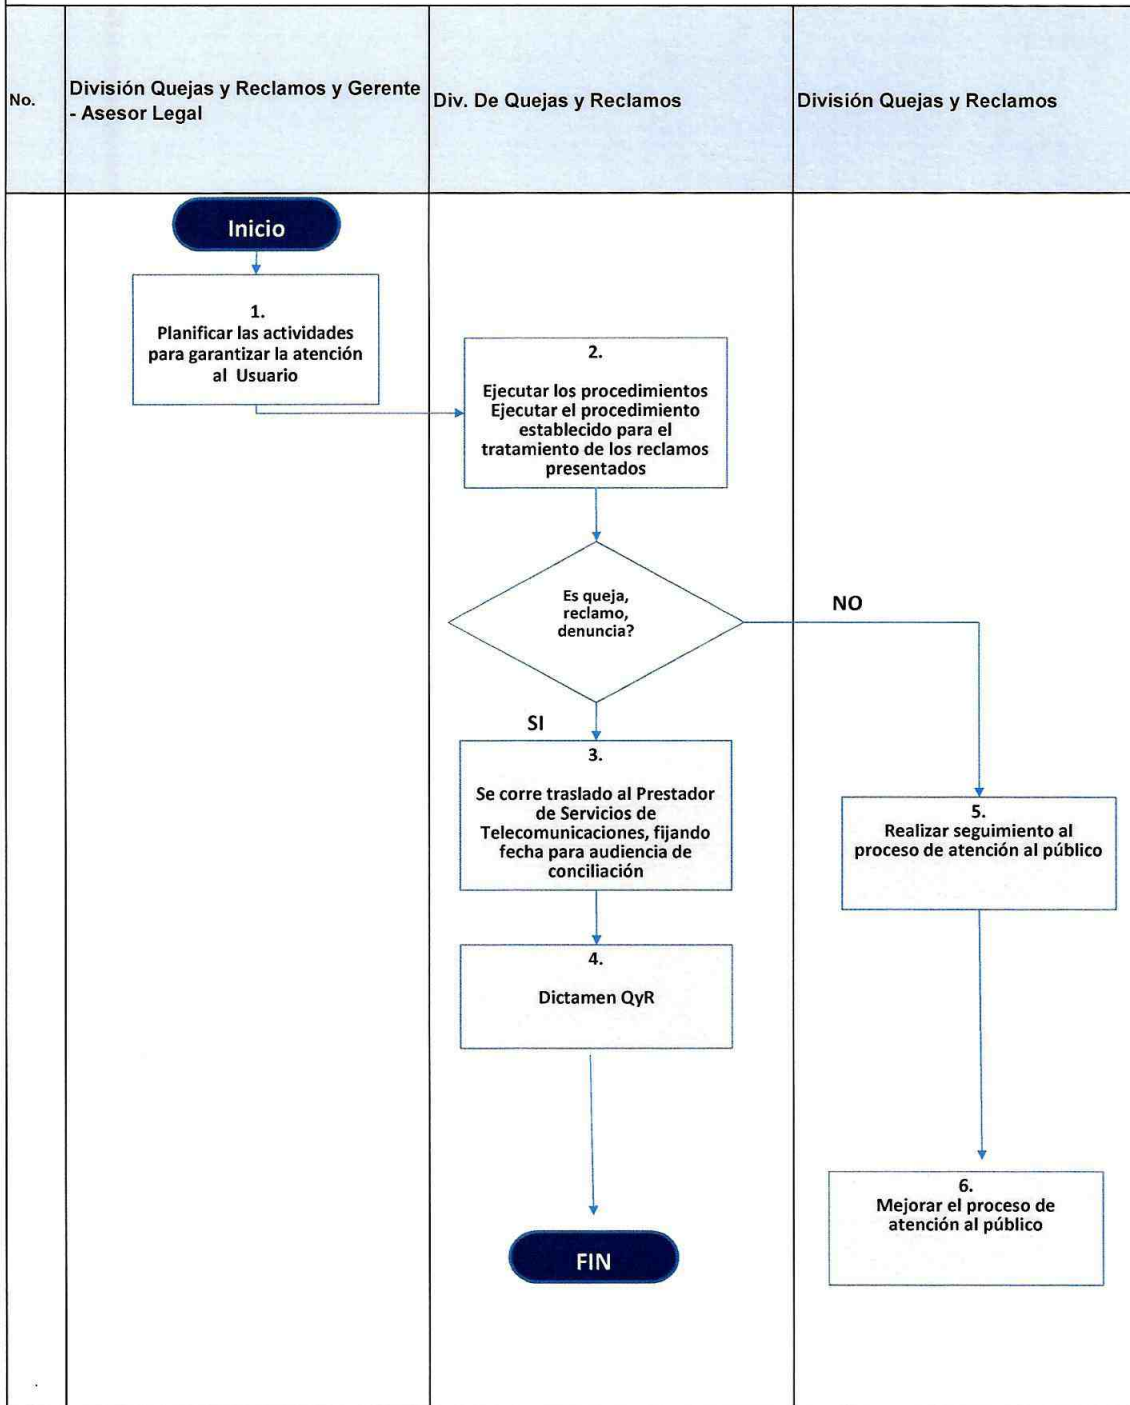 No.
División Quejas y Reclamos y Gerente
- Asesor Legal
Div. De Quejas y Reclamos
División Quejas y Reclamos
Inicio
1.
Planificar las actividades
para garantizar la atención
al Usuario
2.
Ejecutar los procedimientos
Ejecutar el procedimiento
establecido para el
tratamiento de los reclamos
presentados
Es queja,
reclamo,
denuncia?
NO
SI
3.
Se corre traslado al Prestador
de Servicios de
Telecomunicaciones, fijando
fecha para audiencia de
conciliación
5.
Realizar seguimiento al
proceso de atención al público
4.
Dictamen QyR
6.
Mejorar el proceso de
atención al público
FIN